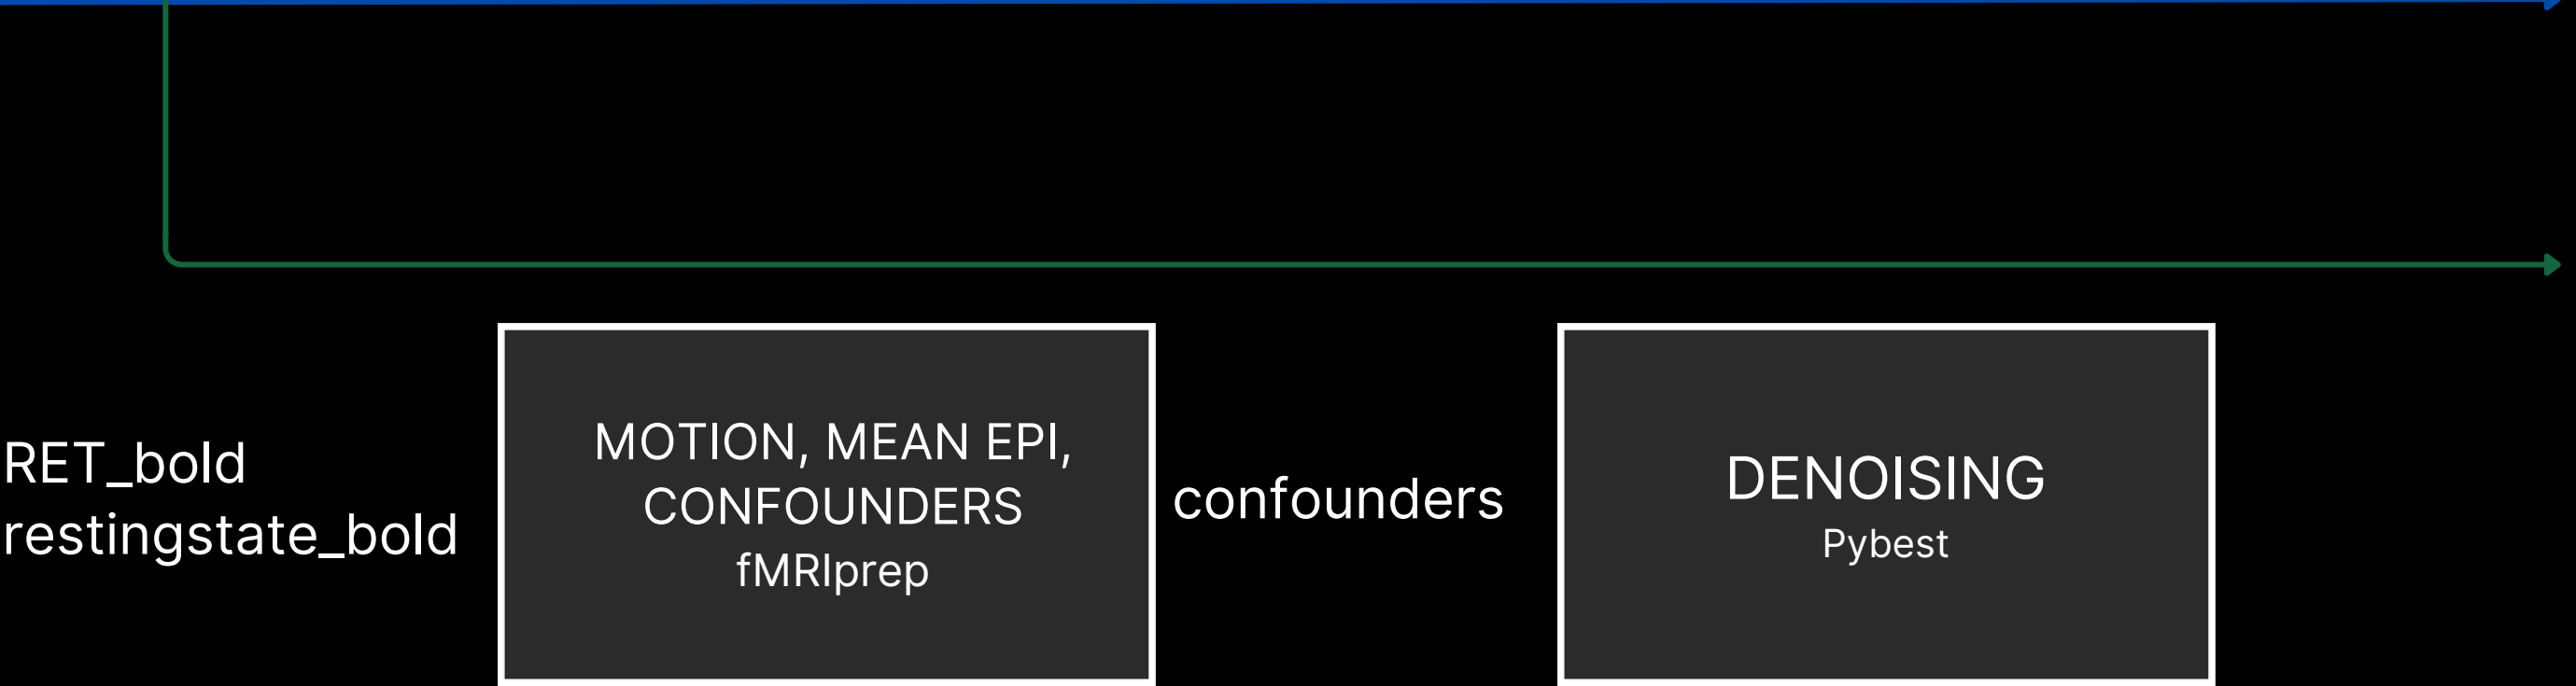 RET_bold
restingstate_bold
MOTION, MEAN EPI,
CONFOUNDERS
fMRIprep
confounders
DENOISING
Pybest